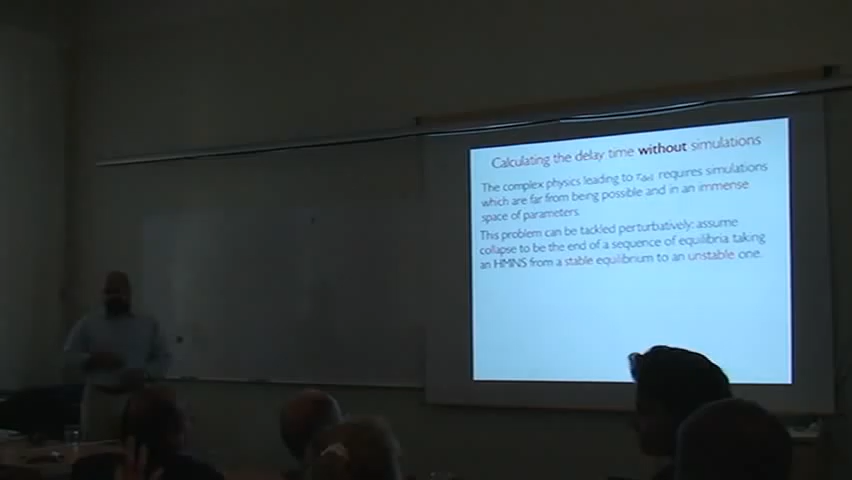 Calculating the delay time without simulations
The complex physics leading to τdel requires simulations
which are far from being possible and in an immense
space of parameters.
This problem can be tackled perturbatively: assume
collapse to be the end of a sequence of equilibria taking
an HMNS from a stable equilibrium to an unstable one.